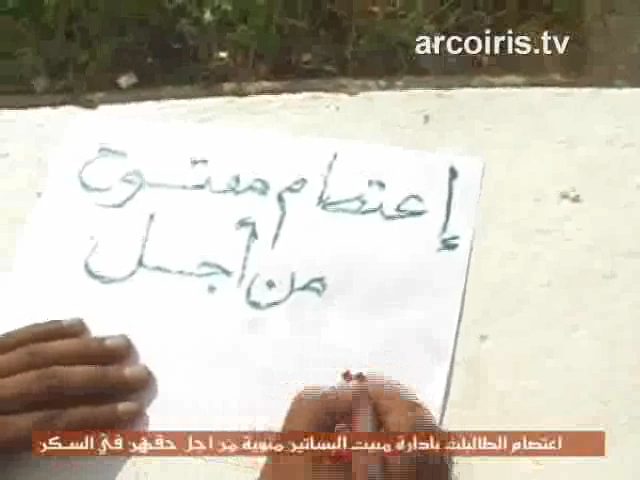 arcoiris.tv
إعتصام مفتوح
من أجل
اعتصام الطالبات بادارة مبيت البساتين منوبة من اجل حقهن في السكن